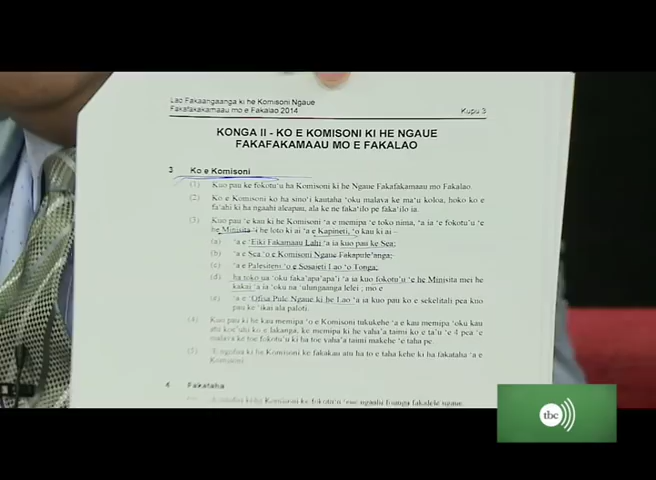 Lao Fakaangaanga ki he Komisoni Ngaue
Fakafakamaau mo e Fakalao 2014
Kupu 3
KONGA II - KO E KOMISONI KI HE NGAUE
FAKAFAKAMAAU MO E FAKALAO
3 Ko e Komisoni
(1) Kuo pau ke fokotu'u ha Komisoni ki he Ngaue Fakafakamaau mo Fakalao.
(2) Ko e Komisoni ko ha sino'i kautaha 'oku malava ke ma'u koloa, hoko ko e
fa'ahi ki ha ngaahi aleapau, ala ke ne faka'ilo pe faka'ilo ia.
(3) Kuo pau 'e kau ki he Komisoni 'a e memipa 'e toko nima, 'a ia 'e fokotu'u 'e
he Minisita 'i he loto ki ai 'a e Kapineti, 'o kau ki ai –
(a) 'a e 'Eiki Fakamaau Lahi 'a ia kuo pau ke Sea;
(b) 'a e Sea 'o e Komisoni Ngaue Fakapule'anga;
(c) 'a e Palesiteni 'o e Sosaieti Lao 'o Tonga;
(d) ha toko ua 'oku faka'apa'apa'i 'a ia kuo fokotu'u 'e he Minisita mei he
kakai 'a ia 'oku na 'ulungaanga lelei ; mo e
(e) 'a e 'Ofisa Pule Ngaue ki he Lao 'a ia kuo pau ko e sekelitali pea kuo
pau ke 'ikai ala paloti.
(4) Kuo pau ki he kau memipa 'o e Komisoni tukukehe 'a e kau memipa 'oku kau
ki he lakanga, ke memipa ki he vaha'a taimi ko e ta'u 'e 4 pea 'e
malava ke toe fokotu'u ki ha toe vaha'a taimi makehe 'e taha pe.
ki he Komisoni ke fakakau atu ha to e taha kehe ki ha fakataha 'a e
Komisoni.
4 Fakataha
tbc